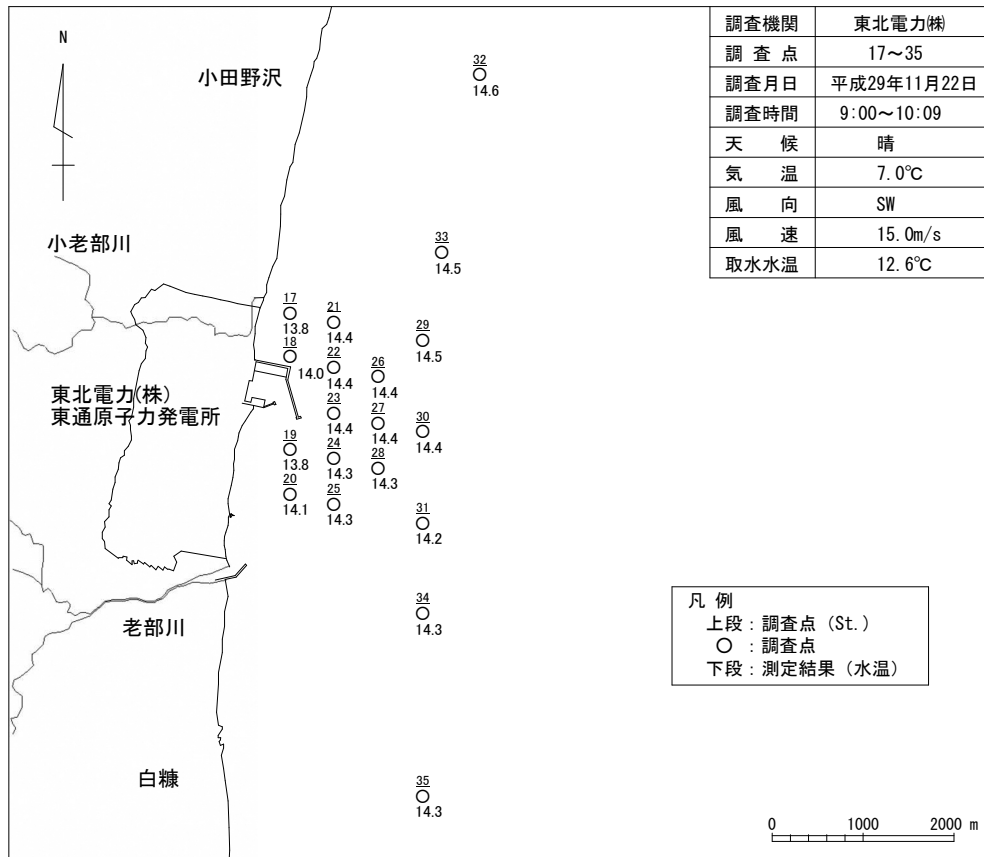 調査機関 東北電力㈱
調査点 17～35
調査月日 平成29年11月22日
調査時間 9:00～10:09
天候 晴
気温 7.0℃
風向 SW
風速 15.0m/s
取水水温 12.6℃
N
小田野沢
32
14.6
小老部川
33
14.5
17
13.8
21
14.4
29
14.5
18
14.0
22
14.4
26
14.4
東北電力(株)
東通原子力発電所
23
14.4
27
14.4
30
14.4
19
13.8
24
14.3
28
14.3
20
14.1
25
14.3
31
14.2
34
14.3
老部川
凡 例
上段：調査点（St.）
○ ：調査点
下段：測定結果（水温）
白糠
35
14.3
0 1000 2000 m